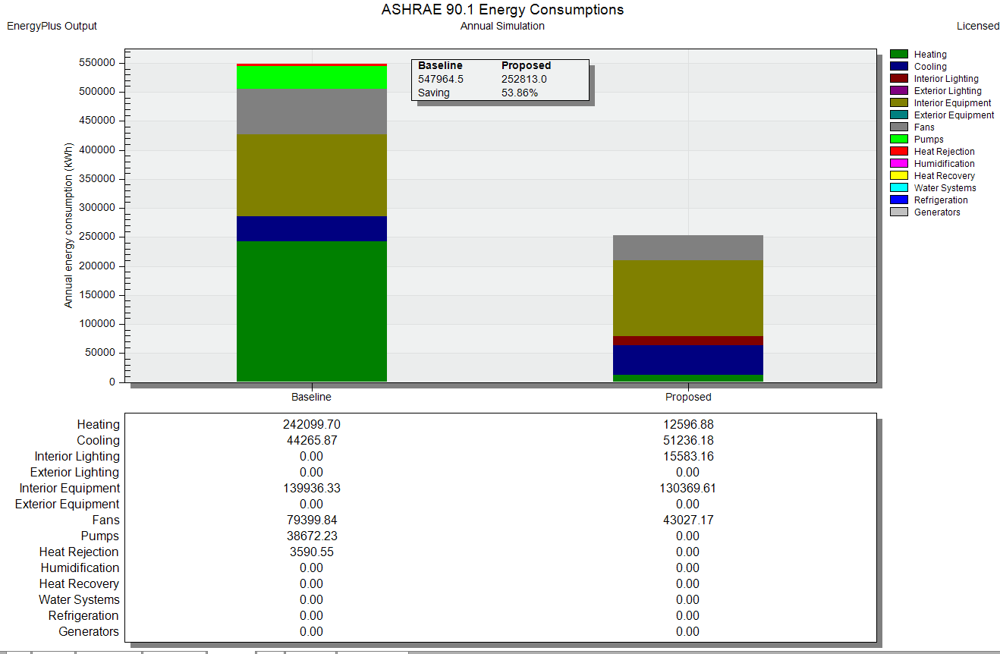 ASHRAE 90.1 Energy Consumptions
EnergyPlus Output Annual Simulation Licensed
550000
500000
450000
400000
350000
300000
250000
200000
150000
100000
50000
0
Annual energy consumption (kWh)
Baseline Proposed
547964.5 252813.0
Saving 53.86%
Heating
Cooling
Interior Lighting
Exterior Lighting
Interior Equipment
Exterior Equipment
Fans
Pumps
Heat Rejection
Humidification
Heat Recovery
Water Systems
Refrigeration
Generators
Baseline Proposed
Heating 242099.70 12596.88
Cooling 44265.87 51236.18
Interior Lighting 0.00 15583.16
Exterior Lighting 0.00 0.00
Interior Equipment 139936.33 130369.61
Exterior Equipment 0.00 0.00
Fans 79399.84 43027.17
Pumps 38672.23 0.00
Heat Rejection 3590.55 0.00
Humidification 0.00 0.00
Heat Recovery 0.00 0.00
Water Systems 0.00 0.00
Refrigeration 0.00 0.00
Generators 0.00 0.00